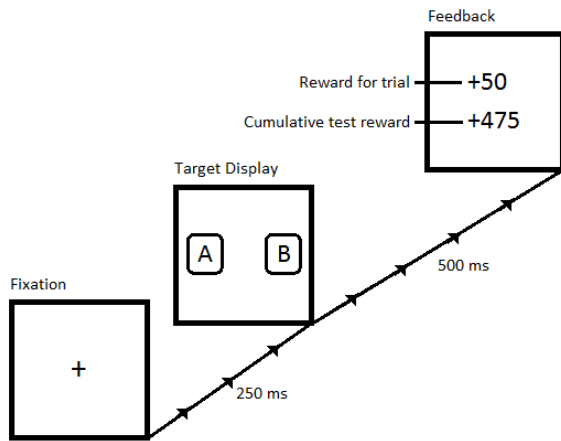 Feedback
Reward for trial
+50
Cumulative test reward
+475
Target Display
A B
500 ms
Fixation
+
250 ms